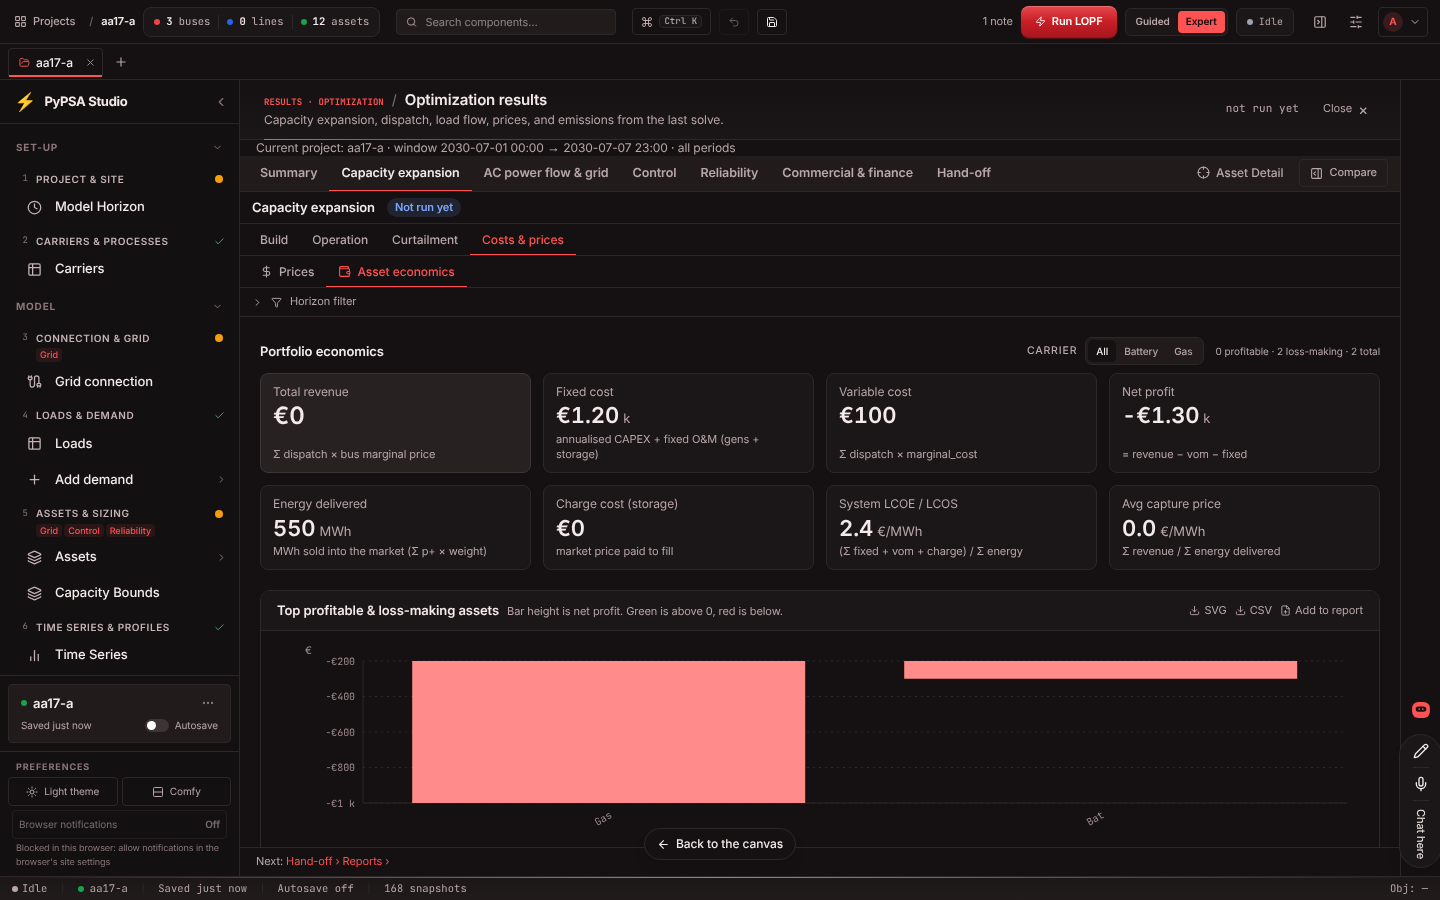 Projects / aa17-a 3 buses 0 lines 12 assets Search components... ⌘ Ctrl K 1 note Run LOPF Guided Expert Idle A
aa17-a × +
PyPSA Studio
SET-UP
1 PROJECT & SITE
Model Horizon
2 CARRIERS & PROCESSES
Carriers
MODEL
3 CONNECTION & GRID
Grid
Grid connection
4 LOADS & DEMAND
Loads
Add demand
5 ASSETS & SIZING
Grid Control Reliability
Assets
Capacity Bounds
6 TIME SERIES & PROFILES
Time Series
aa17-a ...
Saved just now Autosave
PREFERENCES
Light theme Comfy
Browser notifications Off
Blocked in this browser: allow notifications in the
browser's site settings
RESULTS · OPTIMIZATION / Optimization results
Capacity expansion, dispatch, load flow, prices, and emissions from the last solve.
not run yet Close ×
Current project: aa17-a · window 2030-07-01 00:00 → 2030-07-07 23:00 · all periods
Summary Capacity expansion AC power flow & grid Control Reliability Commercial & finance Hand-off Asset Detail Compare
Capacity expansion Not run yet
Build Operation Curtailment Costs & prices
$ Prices Asset economics
Horizon filter
Portfolio economics CARRIER All Battery Gas 0 profitable · 2 loss-making · 2 total
Total revenue
€0
Σ dispatch × bus marginal price
Fixed cost
€1.20 k
annualised CAPEX + fixed O&M (gens +
storage)
Variable cost
€100
Σ dispatch × marginal_cost
Net profit
-€1.30 k
= revenue − vom − fixed
Energy delivered
550 MWh
MWh sold into the market (Σ p+ × weight)
Charge cost (storage)
€0
market price paid to fill
System LCOE / LCOS
2.4 €/MWh
(Σ fixed + vom + charge) / Σ energy
Avg capture price
0.0 €/MWh
Σ revenue / Σ energy delivered
Top profitable & loss-making assets Bar height is net profit. Green is above 0, red is below. SVG CSV Add to report
€
-€200
-€400
-€600
-€800
-€1 k
Gas Bat
← Back to the canvas
Next: Hand-off › Reports ›
Chat here
Idle aa17-a Saved just now Autosave off 168 snapshots Obj: —